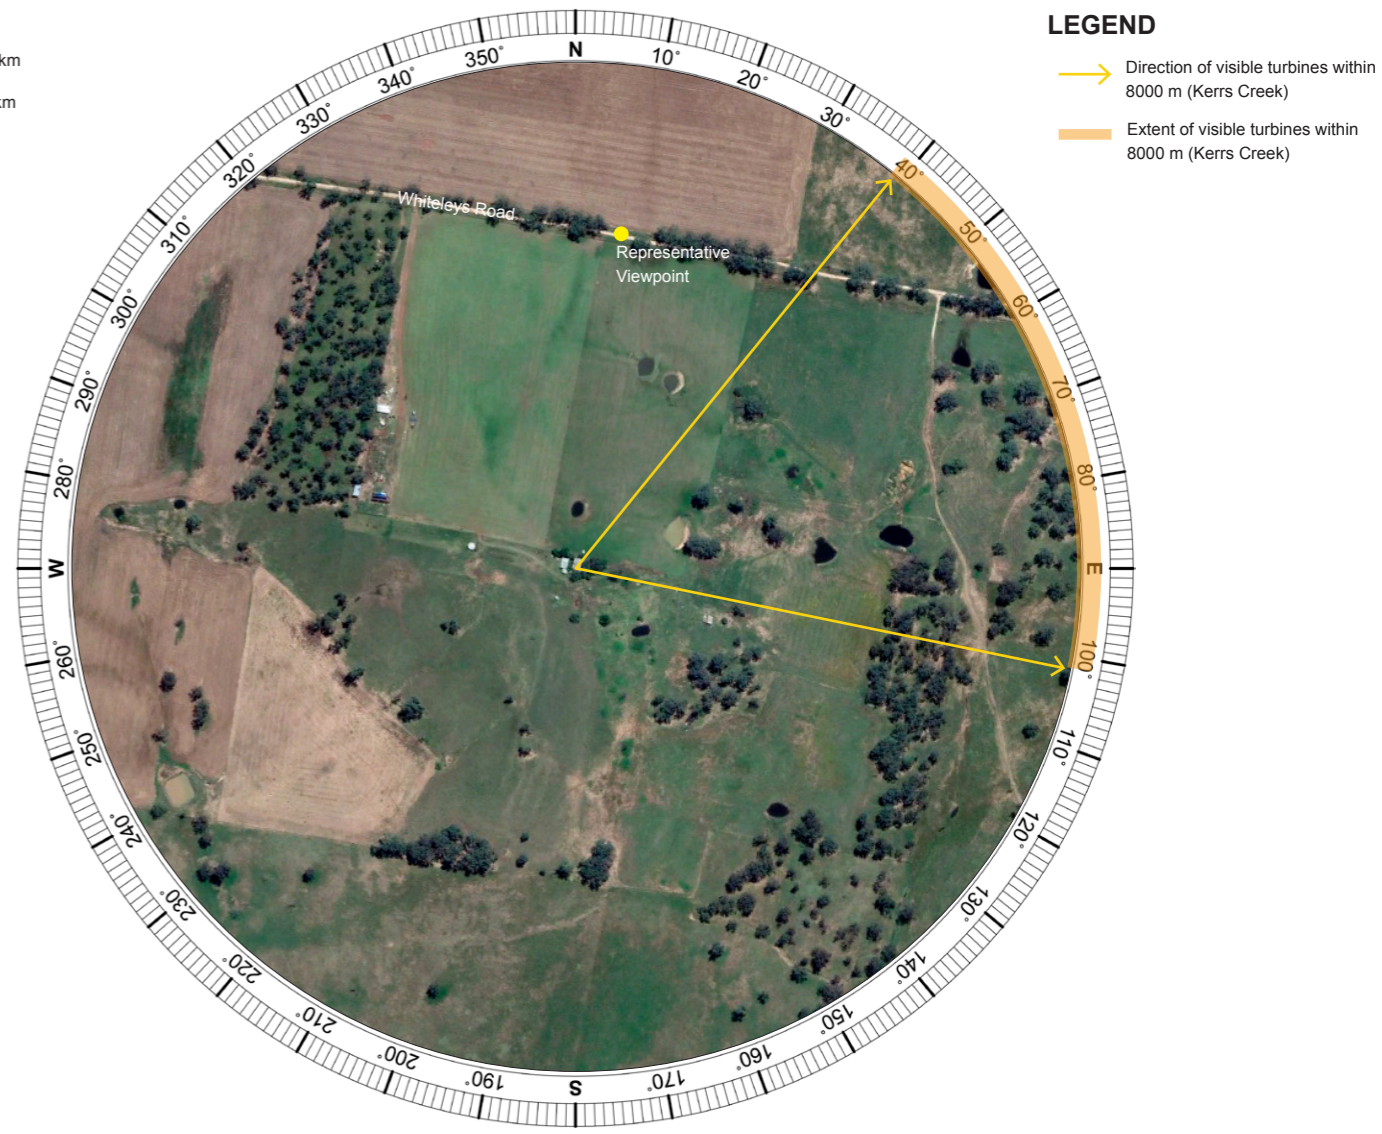 km
km
LEGEND
Direction of visible turbines within
8000 m (Kerrs Creek)
Extent of visible turbines within
8000 m (Kerrs Creek)
N
10°
20°
30°
40°
50°
60°
70°
80°
E
100°
110°
120°
130°
140°
150°
160°
170°
S
190°
200°
210°
220°
230°
240°
250°
260°
W
280°
290°
300°
310°
320°
330°
340°
350°
Whiteleys Road
Representative
Viewpoint